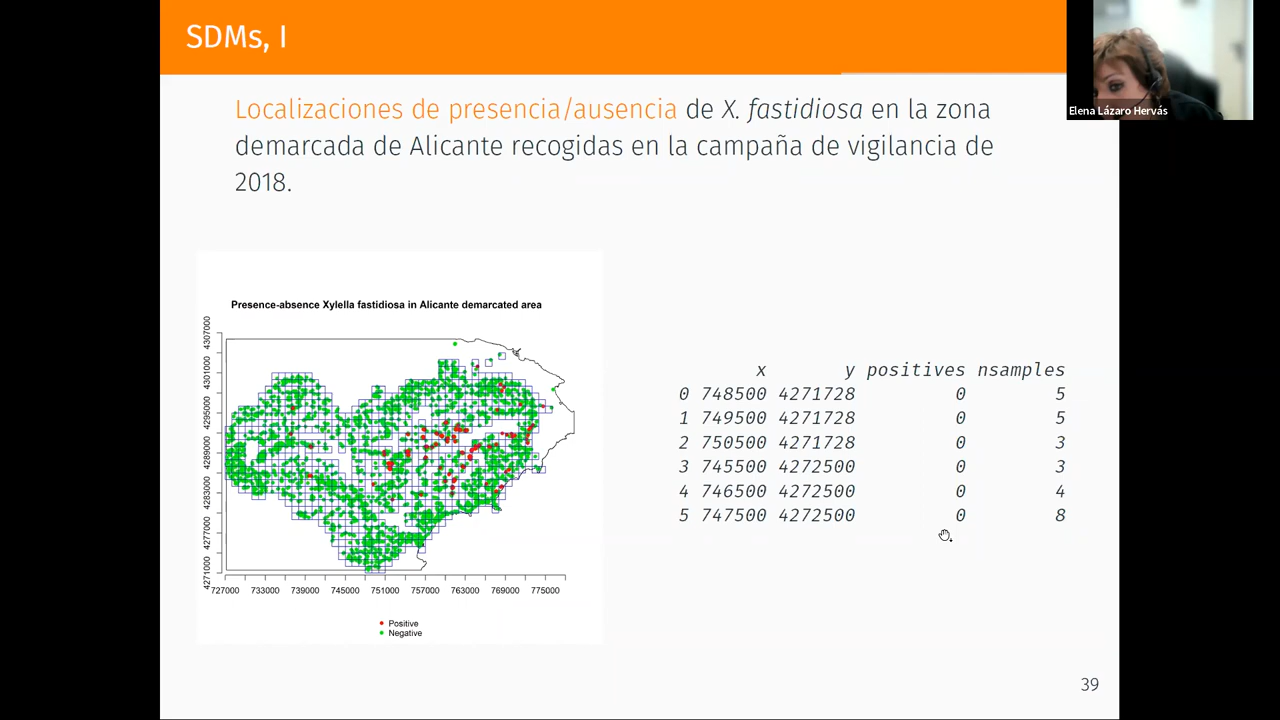 SDMs, I
Elena Lázaro Hervás
Localizaciones de presencia/ausencia de X. fastidiosa en la zona
demarcada de Alicante recogidas en la campaña de vigilancia de
2018.
Presence-absence Xylella fastidiosa in Alicante demarcated area
4307000
4301000
4295000
4289000
4283000
4277000
4271000
727000 733000 739000 745000 751000 757000 763000 769000 775000
Positive
Negative
x y positives nsamples
0 748500 4271728 0 5
1 749500 4271728 0 5
2 750500 4271728 0 3
3 745500 4272500 0 3
4 746500 4272500 0 4
5 747500 4272500 0 8
39